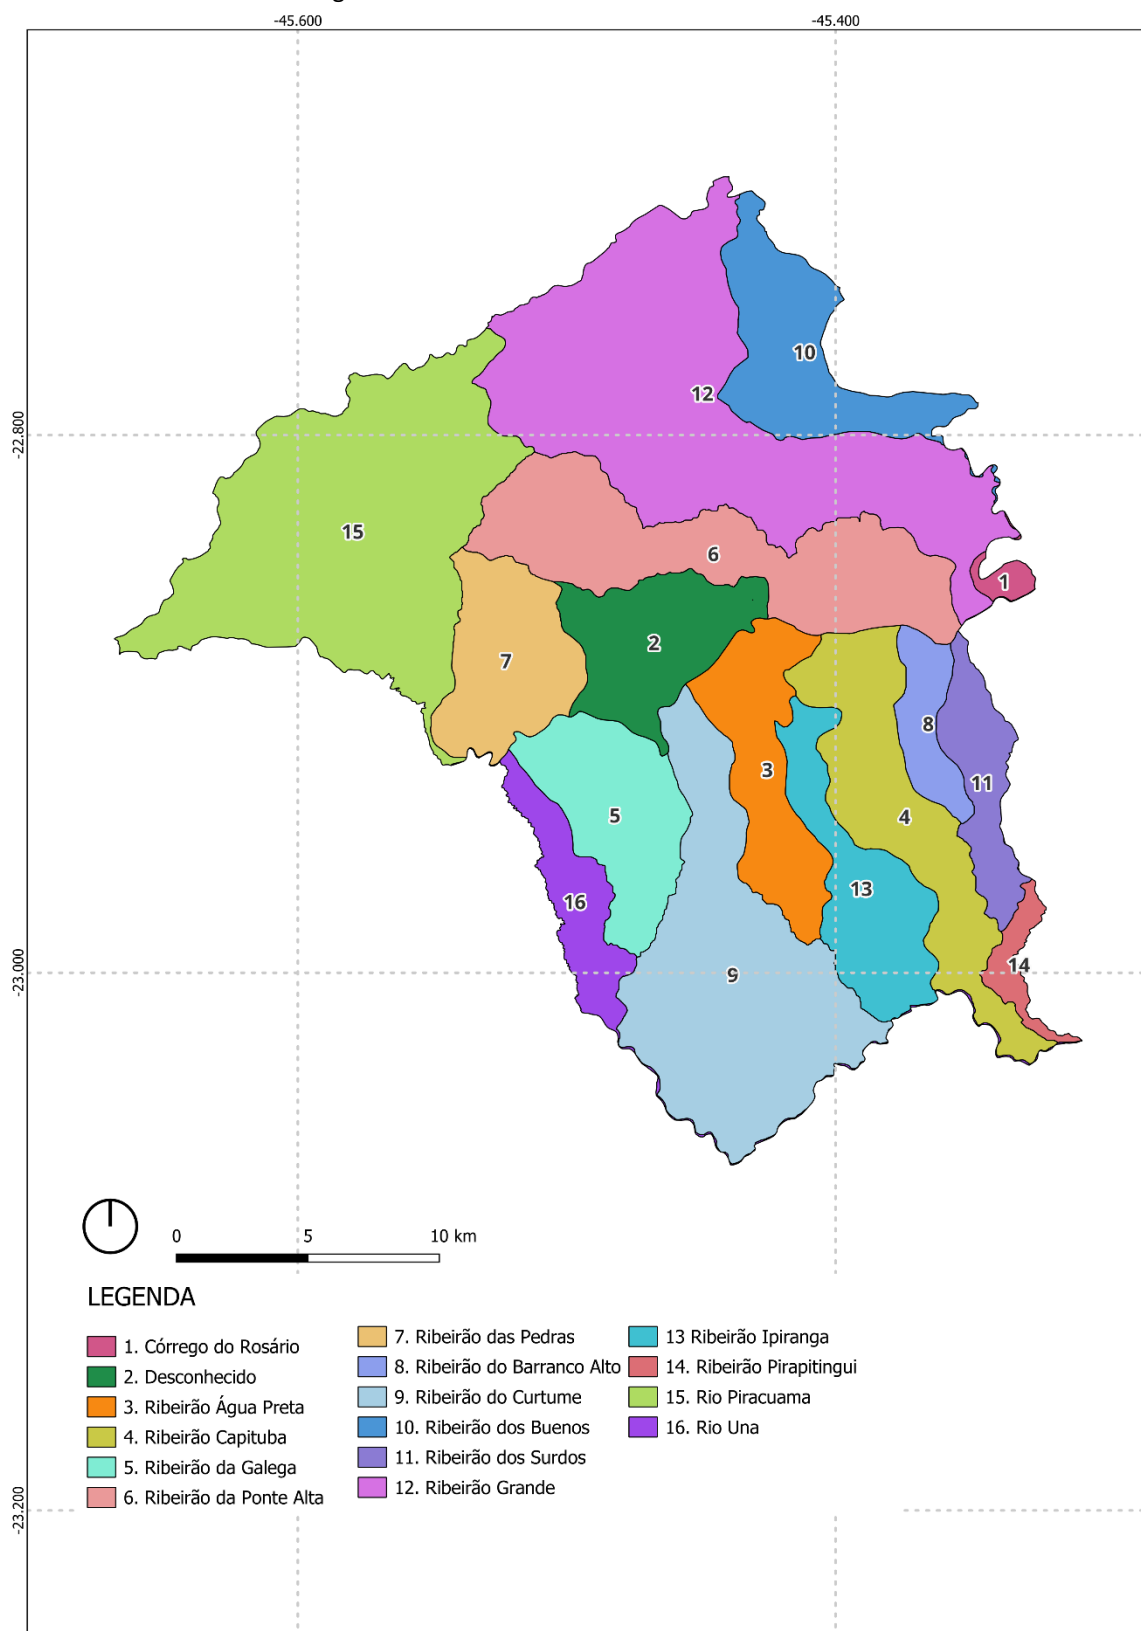 -45.600
-45.400
-22.800
-23.000
-23.200
10
12
15
6
1
2
7
8
3
11
5
4
13
16
14
9
0
5
10 km
LEGENDA
1. Córrego do Rosário
2. Desconhecido
3. Ribeirão Água Preta
4. Ribeirão Capituba
5. Ribeirão da Galega
6. Ribeirão da Ponte Alta
7. Ribeirão das Pedras
8. Ribeirão do Barranco Alto
9. Ribeirão do Curtume
10. Ribeirão dos Buenos
11. Ribeirão dos Surdos
12. Ribeirão Grande
13 Ribeirão Ipiranga
14. Ribeirão Pirapitingui
15. Rio Piracuama
16. Rio Una